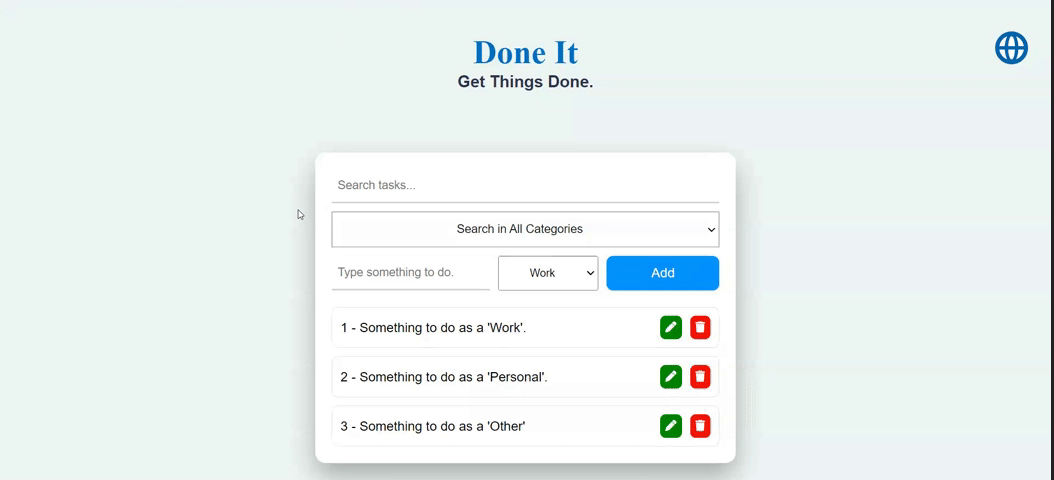 Done It
Get Things Done.
Search tasks...
Search in All Categories
Type something to do.
Work
Add
1 - Something to do as a 'Work'.
2 - Something to do as a 'Personal'.
3 - Something to do as a 'Other'